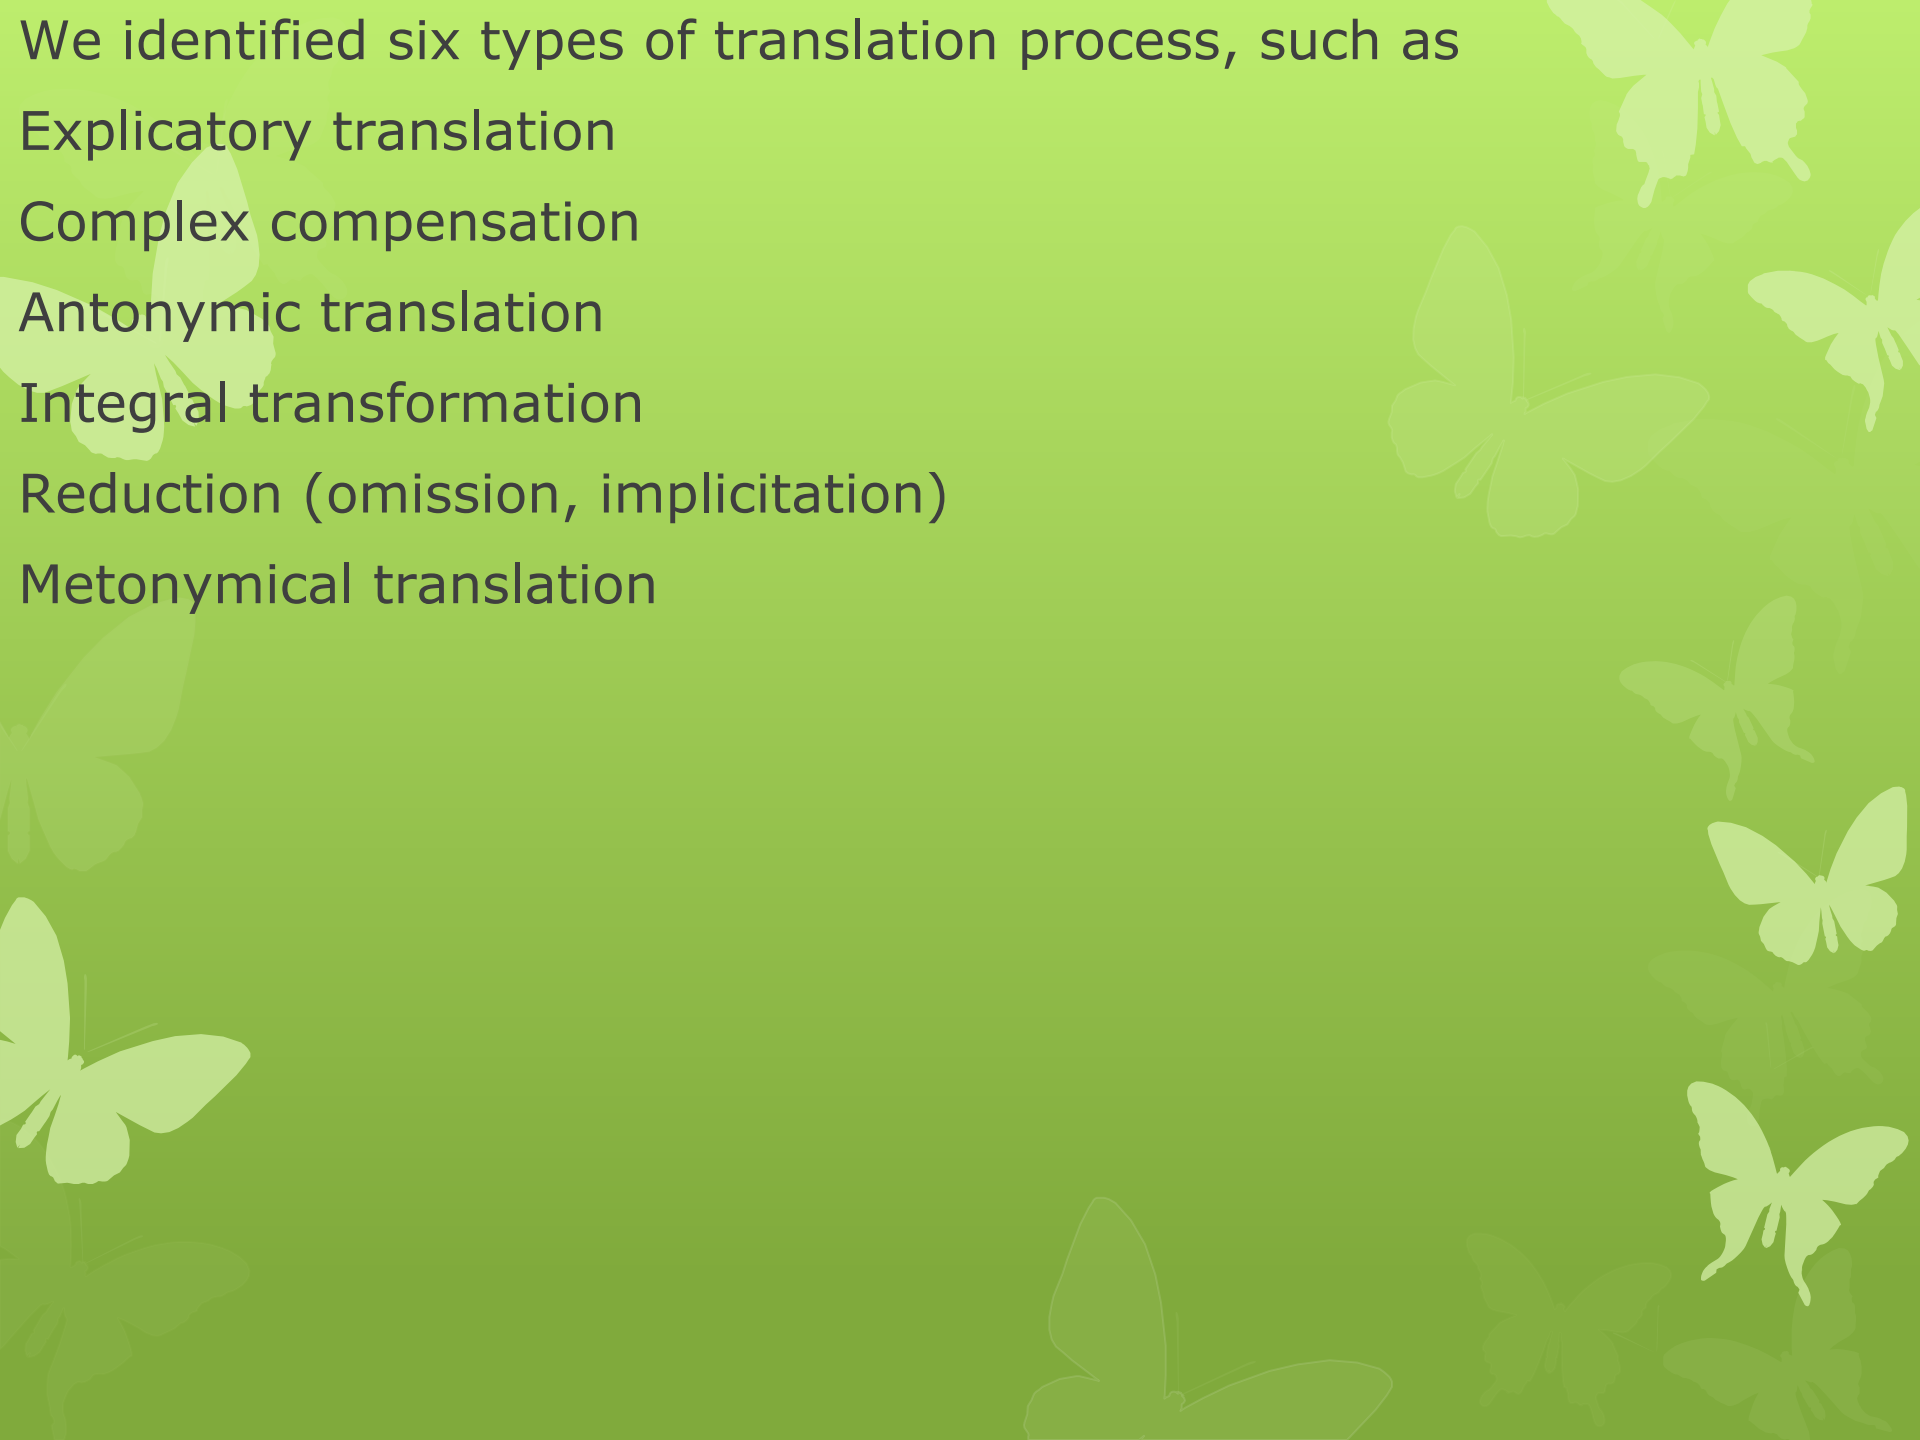 We identified six types of translation process, such as
Explicatory translation
Complex compensation
Antonymic translation
Integral transformation
Reduction (omission, implicitation)
Metonymical translation